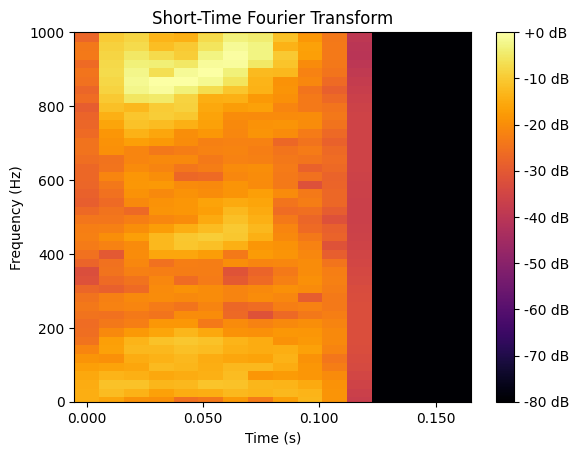 Short-Time Fourier Transform
1000
800
600
400
200
0
Frequency (Hz)
0.000
0.050
0.100
0.150
Time (s)
+0 dB
-10 dB
-20 dB
-30 dB
-40 dB
-50 dB
-60 dB
-70 dB
-80 dB